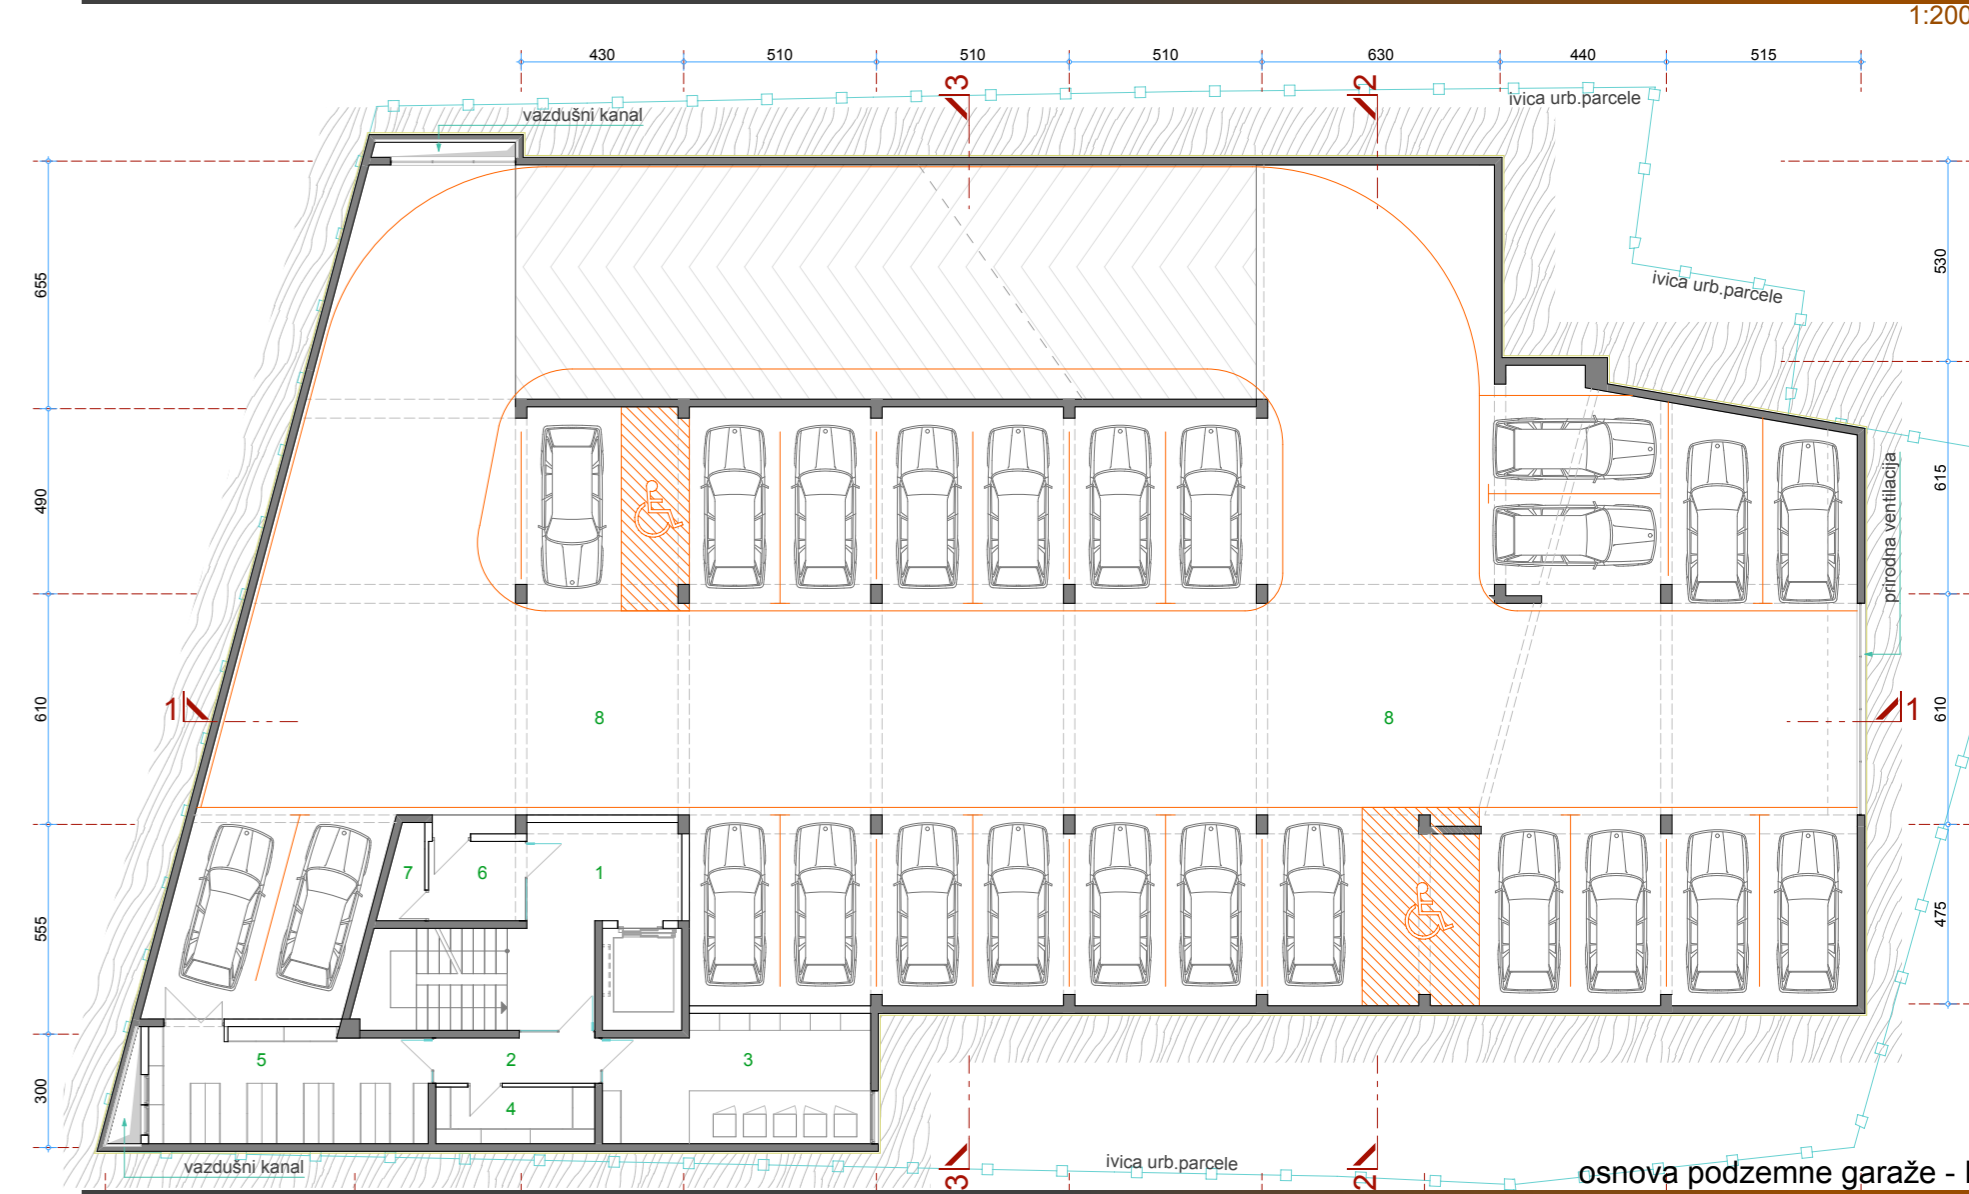 1:200
430 510 510 510 630 440 515
3 2
vazdušni kanal
ivica urb.parcele
ivica urb.parcele
655
490
610
555
300
530
615
610
475
prirodna ventilacija
1 8 8 1
7 6 1
5 2 3
4
vazdušni kanal
3 2
ivica urb.parcele
osnova podzemne garaže -